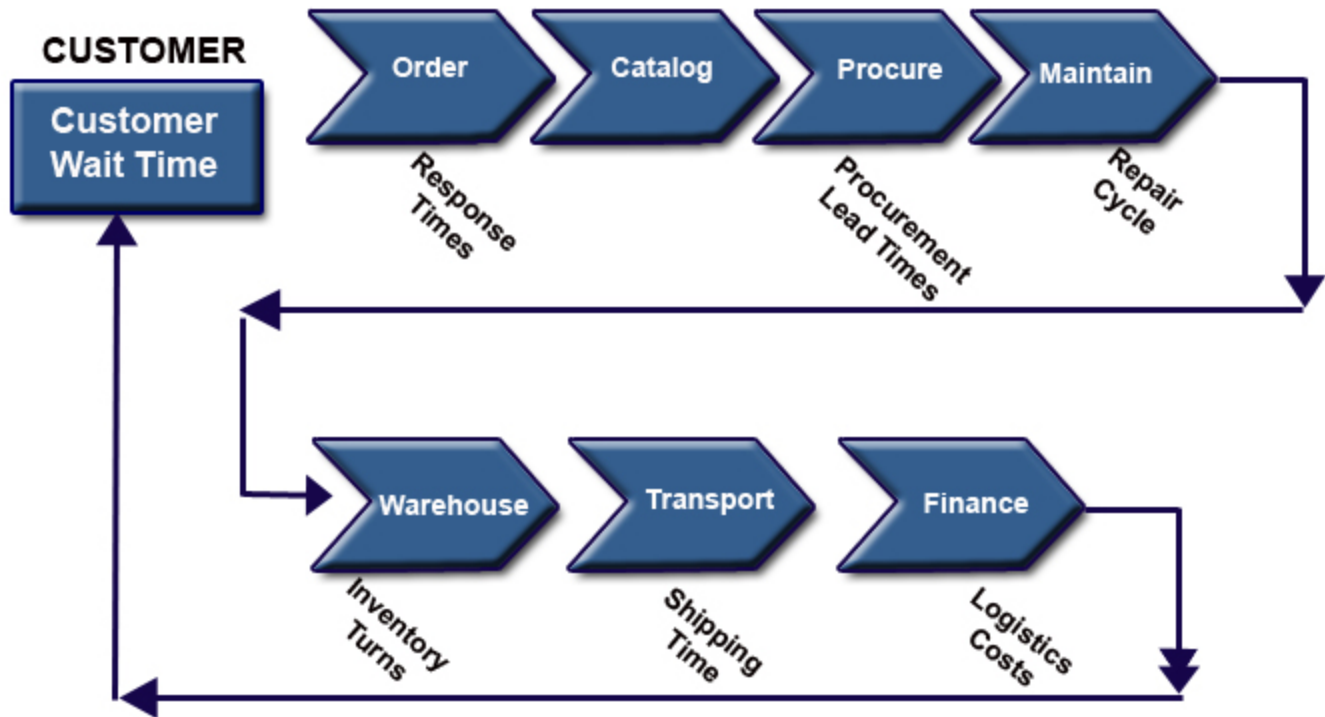 CUSTOMER
Customer
Wait Time
Order
Catalog
Procure
Maintain
Response
Times
Procurement
Lead Times
Repair
Cycle
Warehouse
Transport
Finance
Inventory
Turns
Shipping
Time
Logistics
Costs